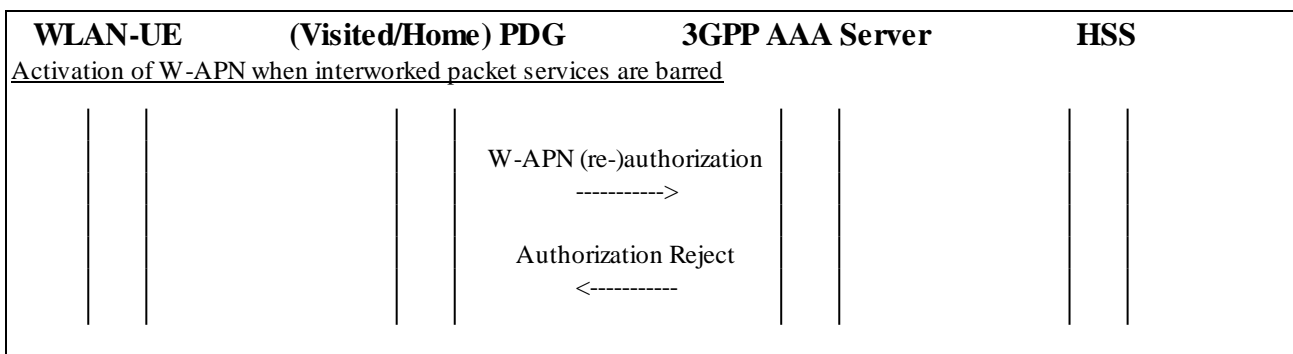 WLAN-UE (Visited/Home) PDG 3GPP AAA Server HSS
Activation of W-APN when interworked packet services are barred
W-APN (re-)authorization
----------->
Authorization Reject
<-----------